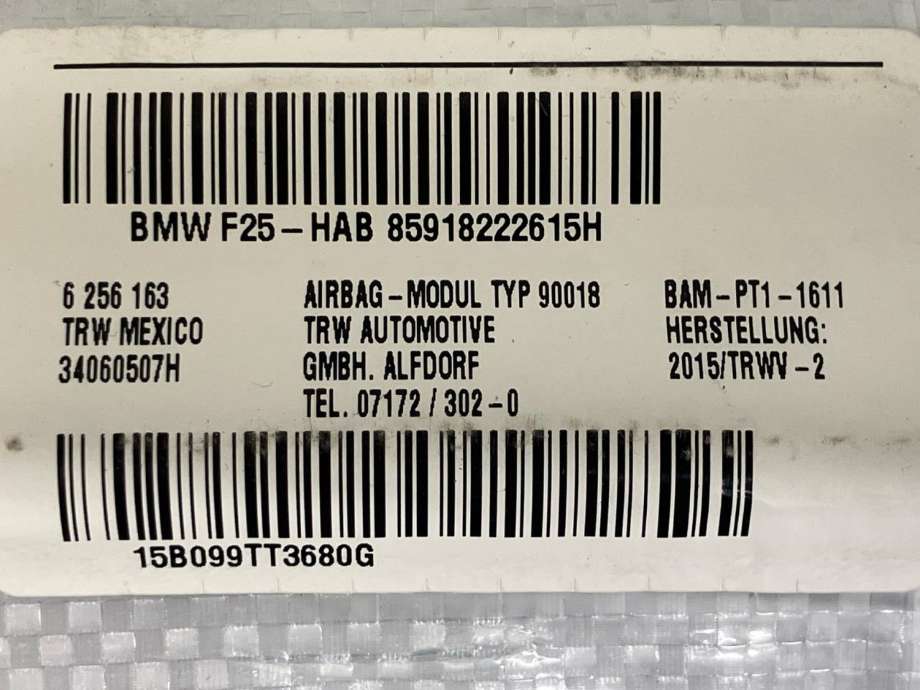 BMW F25-HAB 85918222615H
6 256 163
TRW MEXICO
34060507H
AIRBAG-MODUL TYP 90018
TRW AUTOMOTIVE
GMBH. ALFDORF
TEL. 07172 / 302-0
BAM-PT1-1611
HERSTELLUNG:
2015/TRWV-2
15B099TT3680G